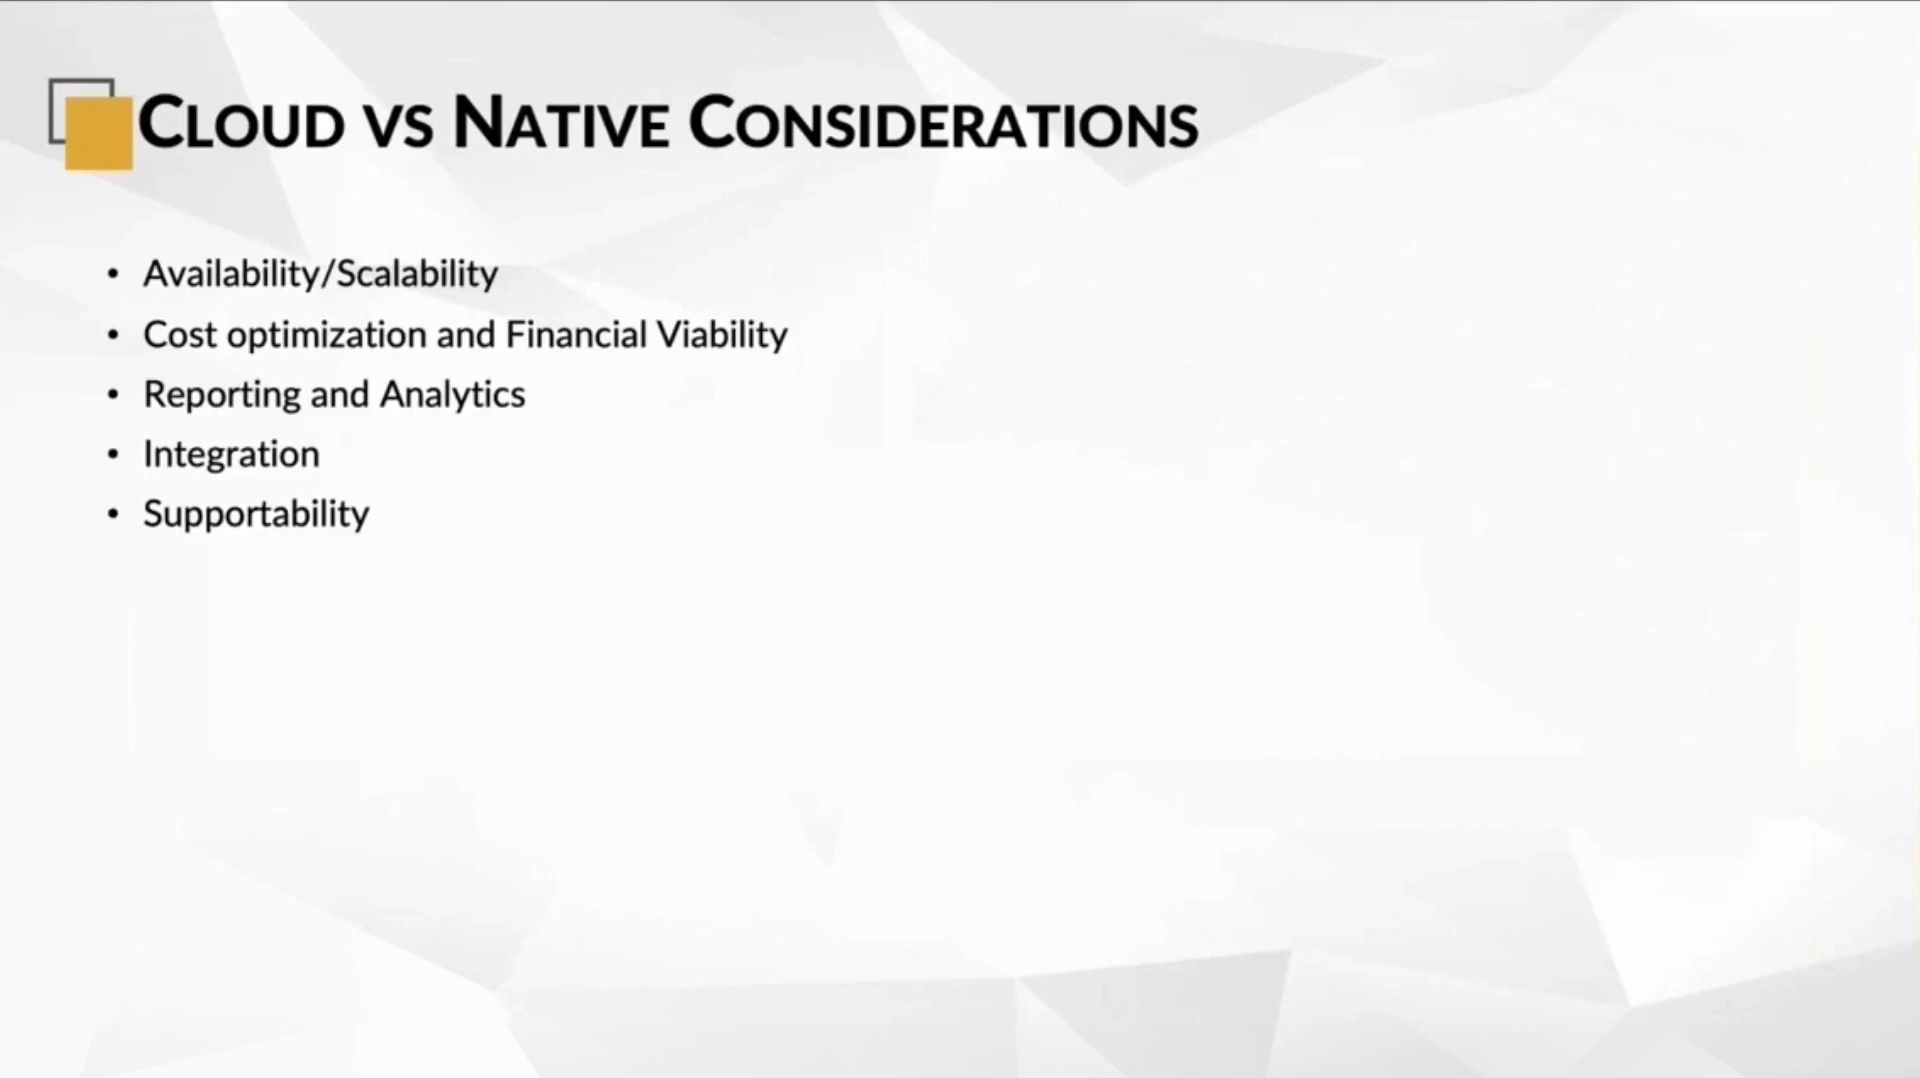 Cloud vs Native Considerations
• Availability/Scalability
• Cost optimization and Financial Viability
• Reporting and Analytics
• Integration
• Supportability